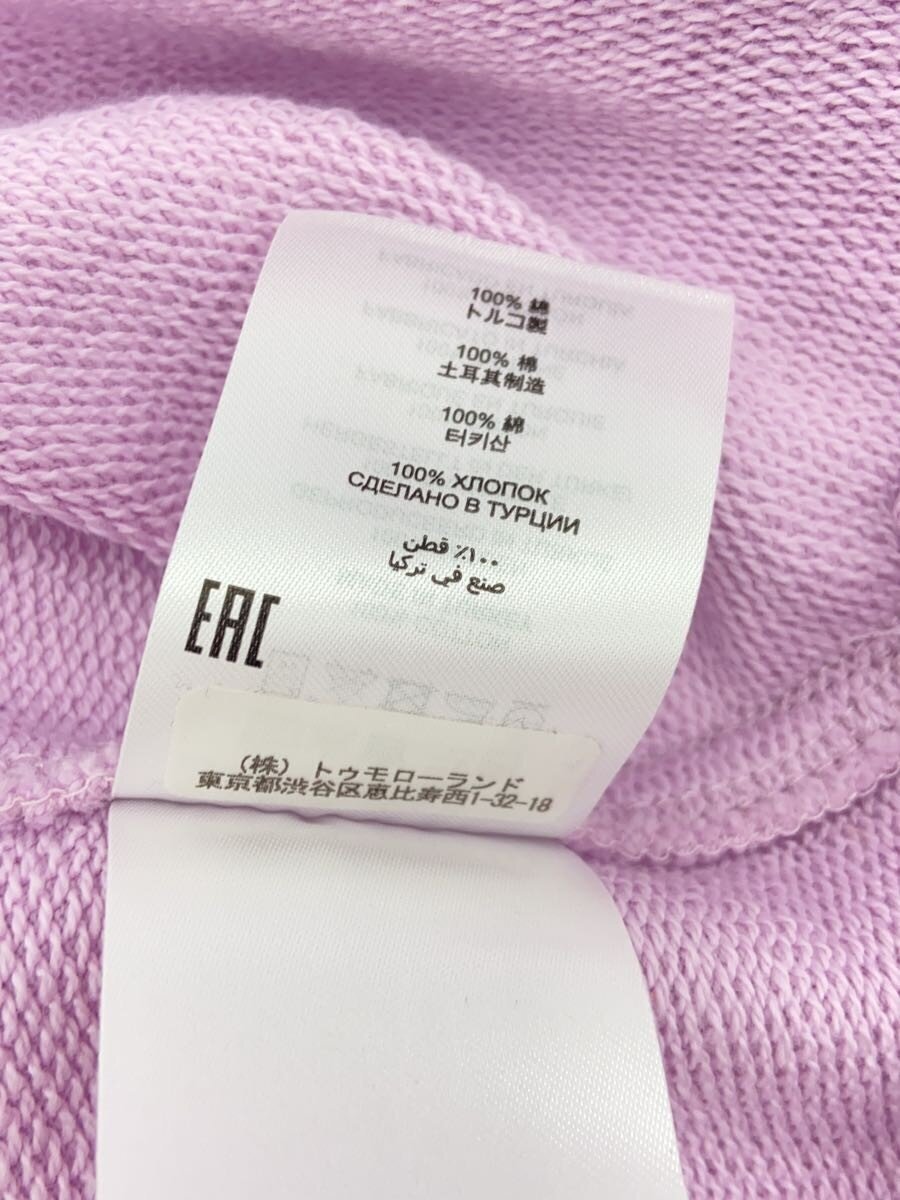 100% 綿
トルコ製
100% 棉
土耳其制造
100% 綿
터키산
100% ХЛОПОК
СДЕЛАНО В ТУРЦИИ
١٠٠٪ قطن
صنع في تركيا
EAC
(株) トゥモローランド
東京都渋谷区恵比寿西1-32-18